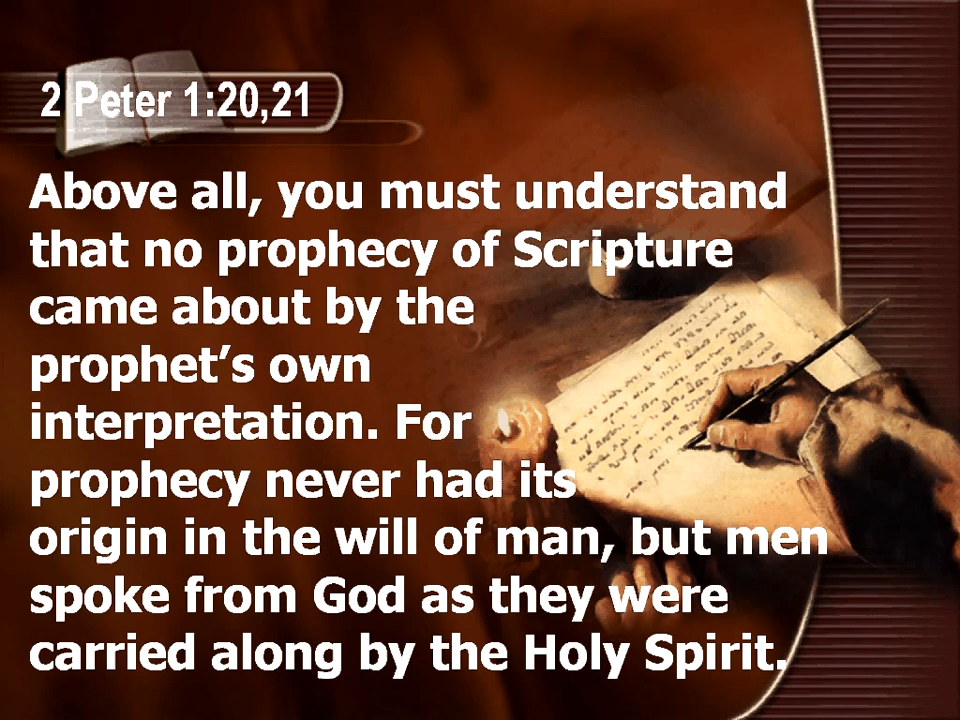 2 Peter 1:20,21
Above all, you must understand
that no prophecy of Scripture
came about by the
prophet’s own
interpretation. For
prophecy never had its
origin in the will of man, but men
spoke from God as they were
carried along by the Holy Spirit.